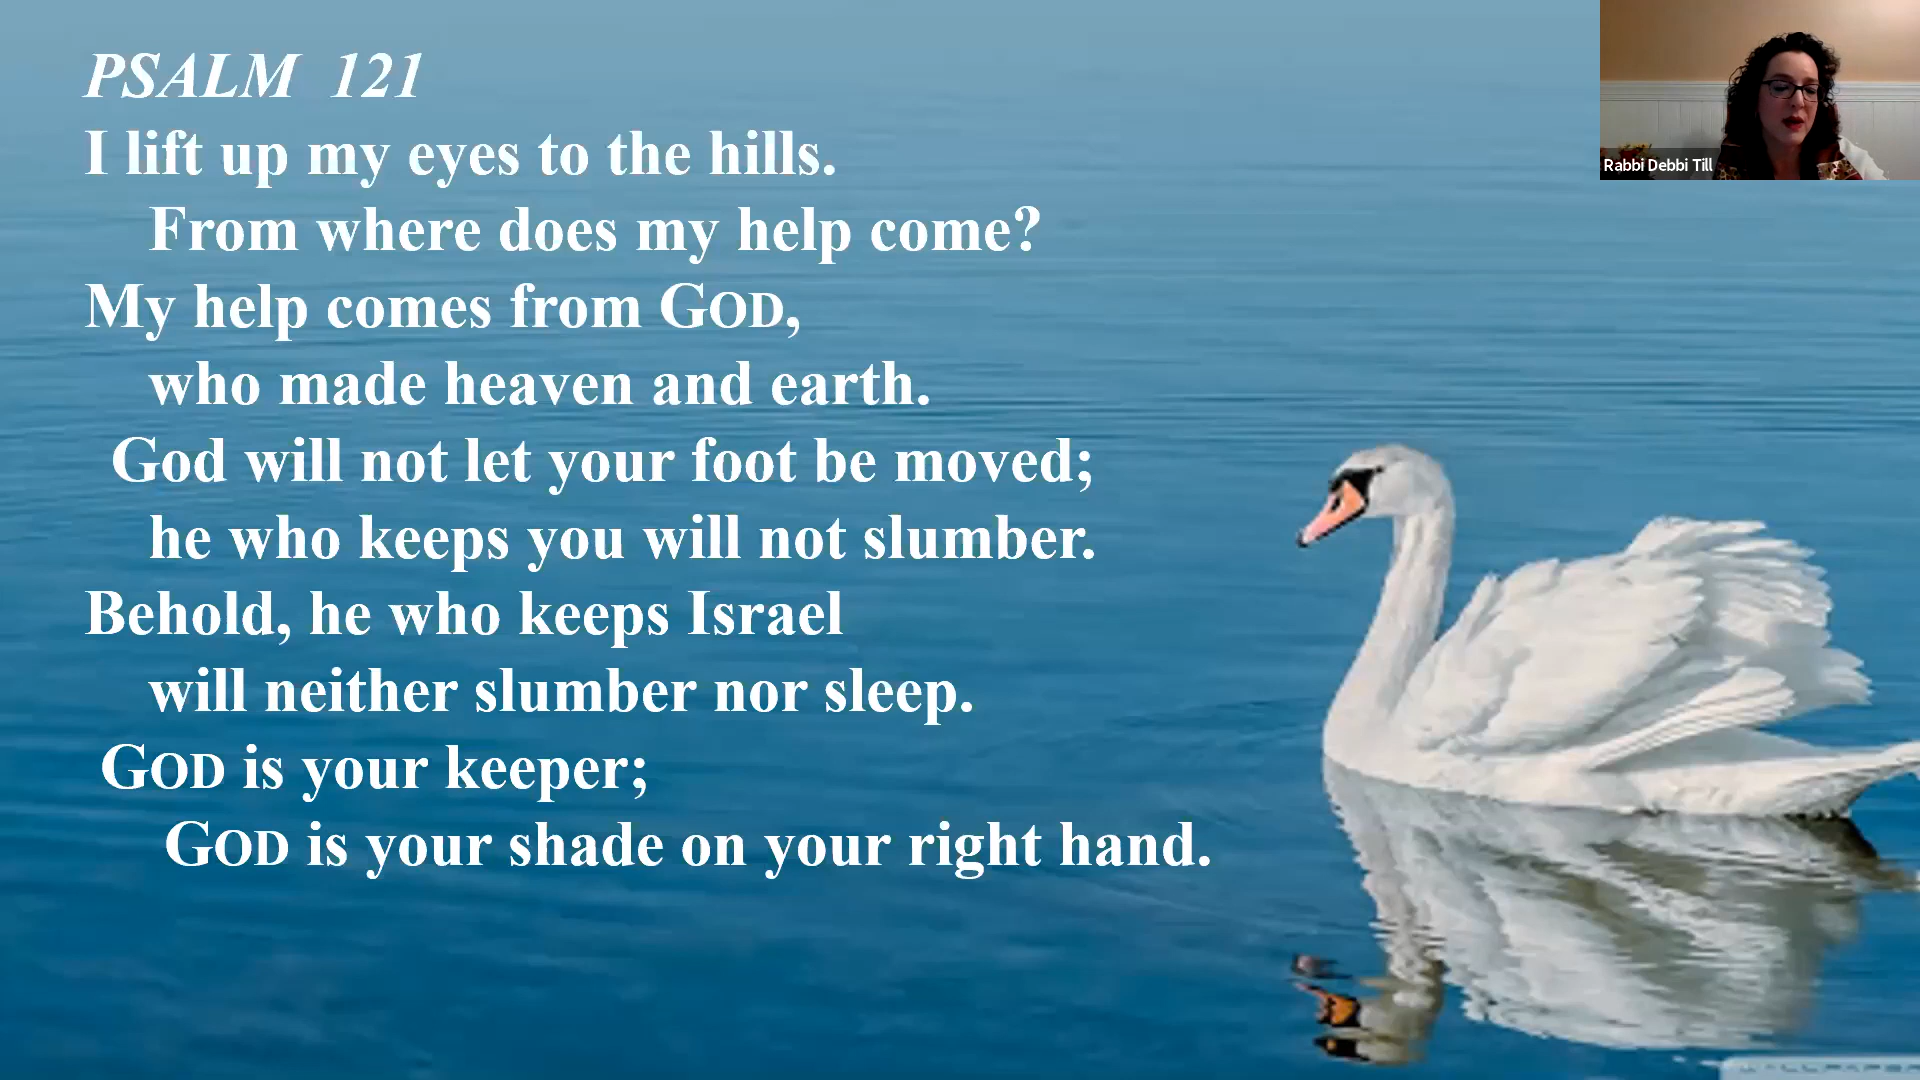 PSALM 121
I lift up my eyes to the hills.
From where does my help come?
My help comes from GOD,
who made heaven and earth.
God will not let your foot be moved;
he who keeps you will not slumber.
Behold, he who keeps Israel
will neither slumber nor sleep.
GOD is your keeper;
GOD is your shade on your right hand.
Rabbi Debbi Till